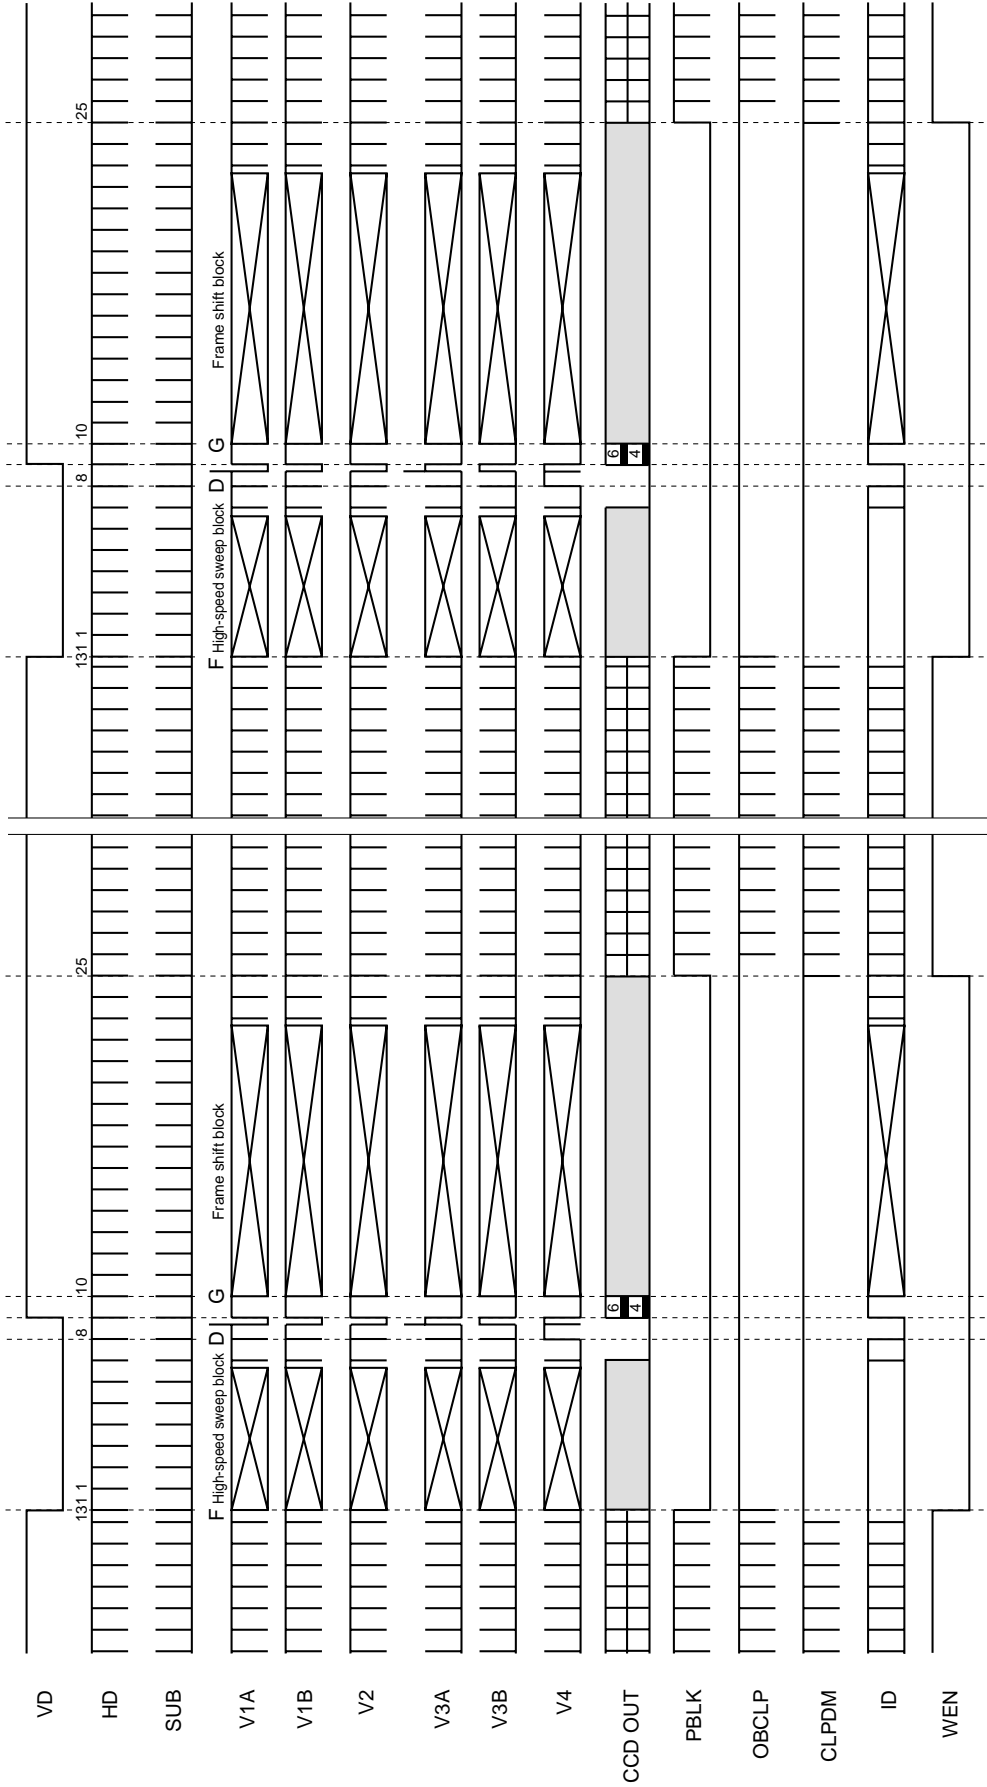 VD
131 1 8 10 25 131 1 8 10 25
HD
SUB
F High-speed sweep block D G Frame shift block F High-speed sweep block D G Frame shift block
V1A
V1B
V2
V3A
V3B
V4
6 6
CCD OUT
4 4
PBLK
OBCLP
CLPDM
ID
WEN